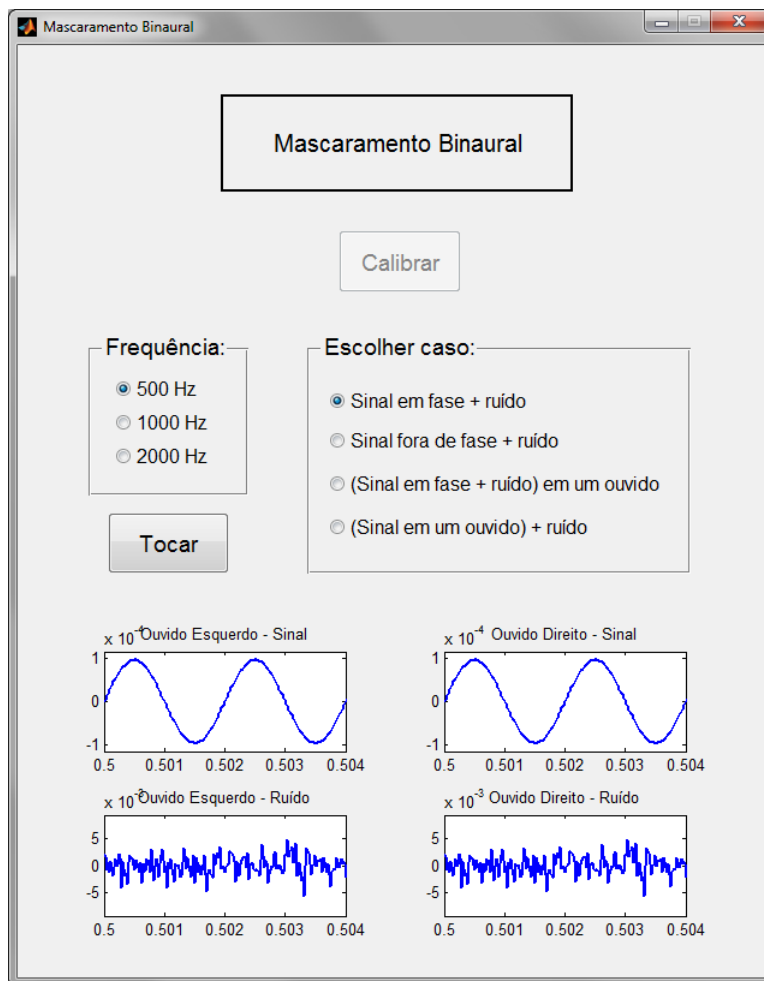 Mascaramento Binaural
Mascaramento Binaural
Calibrar
Frequência:
500 Hz
1000 Hz
2000 Hz
Tocar
Escolher caso:
Sinal em fase + ruído
Sinal fora de fase + ruído
(Sinal em fase + ruído) em um ouvido
(Sinal em um ouvido) + ruído
x 10^-4 Ouvido Esquerdo - Sinal
1
0
-1
0.5 0.501 0.502 0.503 0.504
x 10^-4 Ouvido Direito - Sinal
1
0
-1
0.5 0.501 0.502 0.503 0.504
x 10^-3 Ouvido Esquerdo - Ruído
5
0
-5
0.5 0.501 0.502 0.503 0.504
x 10^-3 Ouvido Direito - Ruído
5
0
-5
0.5 0.501 0.502 0.503 0.504